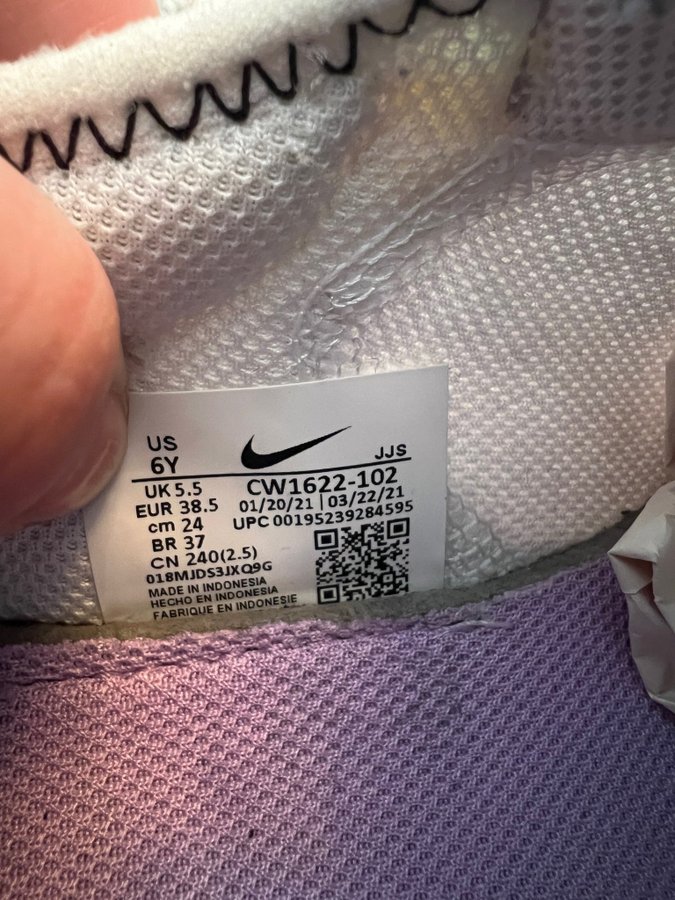 US
6Y
JJS
UK 5.5
CW1622-102
EUR 38.5
01/20/21 | 03/22/21
cm 24
UPC 00195239284595
BR 37
CN 240(2.5)
018MJDS3JXQ9G
MADE IN INDONESIA
HECHO EN INDONESIA
FABRIQUE EN INDONESIE